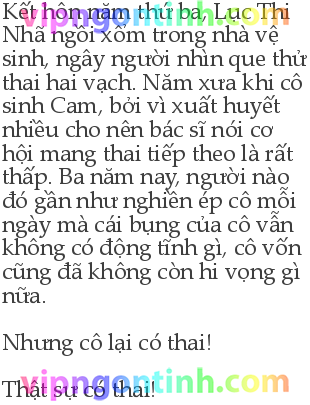 Kết hôn năm thứ ba, Lục Thi
vipngontinh.com
Nhã ngồi xổm trong nhà vệ
sinh, ngây người nhìn que thử
thai hai vạch. Năm xưa khi cô
sinh Cam, bởi vì xuất huyết
nhiều cho nên bác sĩ nói cơ
hội mang thai tiếp theo là rất
thấp. Ba năm nay, người nào
đó gần như nghiền ép cô mỗi
ngày mà cái bụng của cô vẫn
không có động tĩnh gì, cô vốn
cũng đã không còn hi vọng gì
nữa.
Nhưng cô lại có thai!
vipngontinh.com
Thật sự có thai!